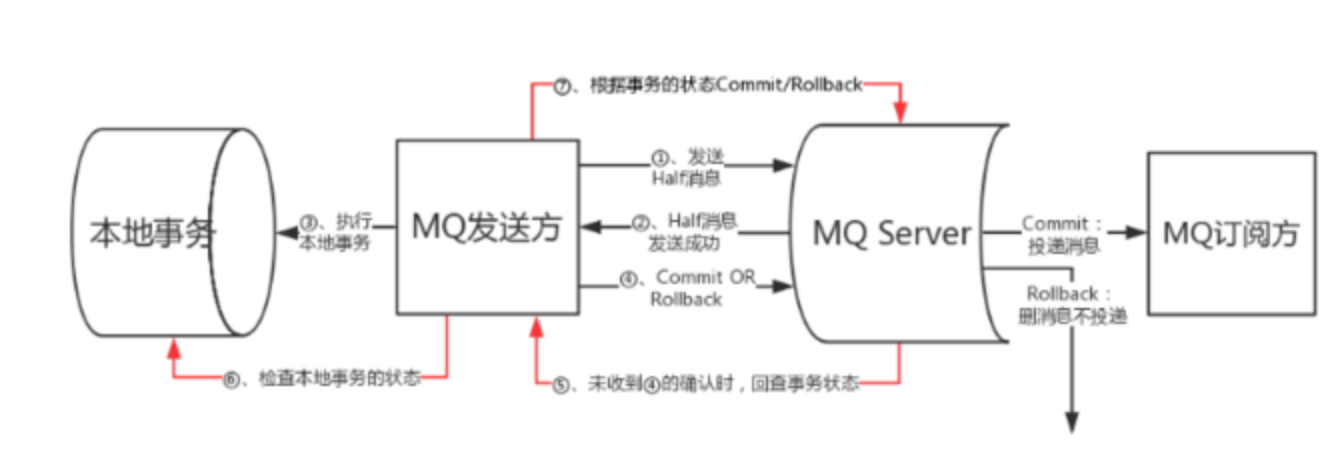 ⑦、根据事务的状态Commit/Rollback
①、发送
Half消息
本地事务
③、执行
本地事务
MQ发送方
②、Half消息
发送成功
MQ Server
Commit：
投递消息
MQ订阅方
④、Commit OR
Rollback
Rollback：
删消息不投递
⑥、检查本地事务的状态
⑤、未收到④的确认时，回查事务状态